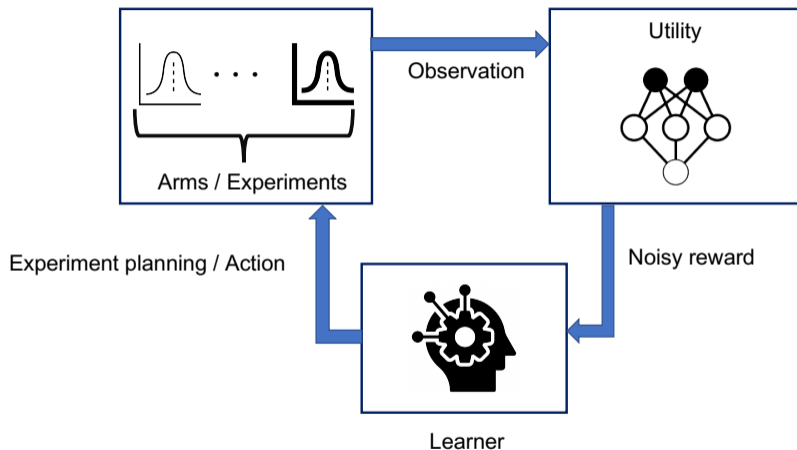 Utility
Observation
. . .
Arms / Experiments
Experiment planning / Action
Noisy reward
Learner